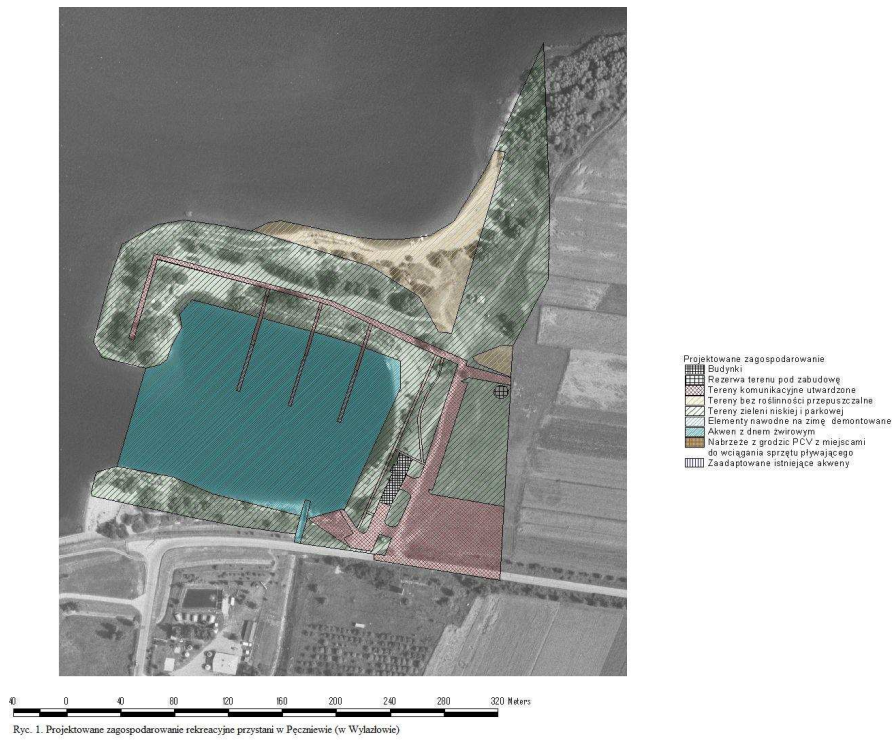 Projektowane zagospodarowanie
Budynki
Rezerwa terenu pod zabudowę
Tereny komunikacyjne utwardzone
Tereny bez roślinności przepuszczalne
Tereny zieleni niskiej i parkowej
Elementy nawodne na zimę demontowane
Akwen z dnem żwirowym
Nabrzeże z grodzic PCV z miejscami
do wciągania sprzętu pływającego
Zaadaptowane istniejące akweny
40 0 40 80 120 160 200 240 280 320 Meters
Ryc. 1. Projektowane zagospodarowanie rekreacyjne przystani w Pęczniewie (w Wylazłowie)